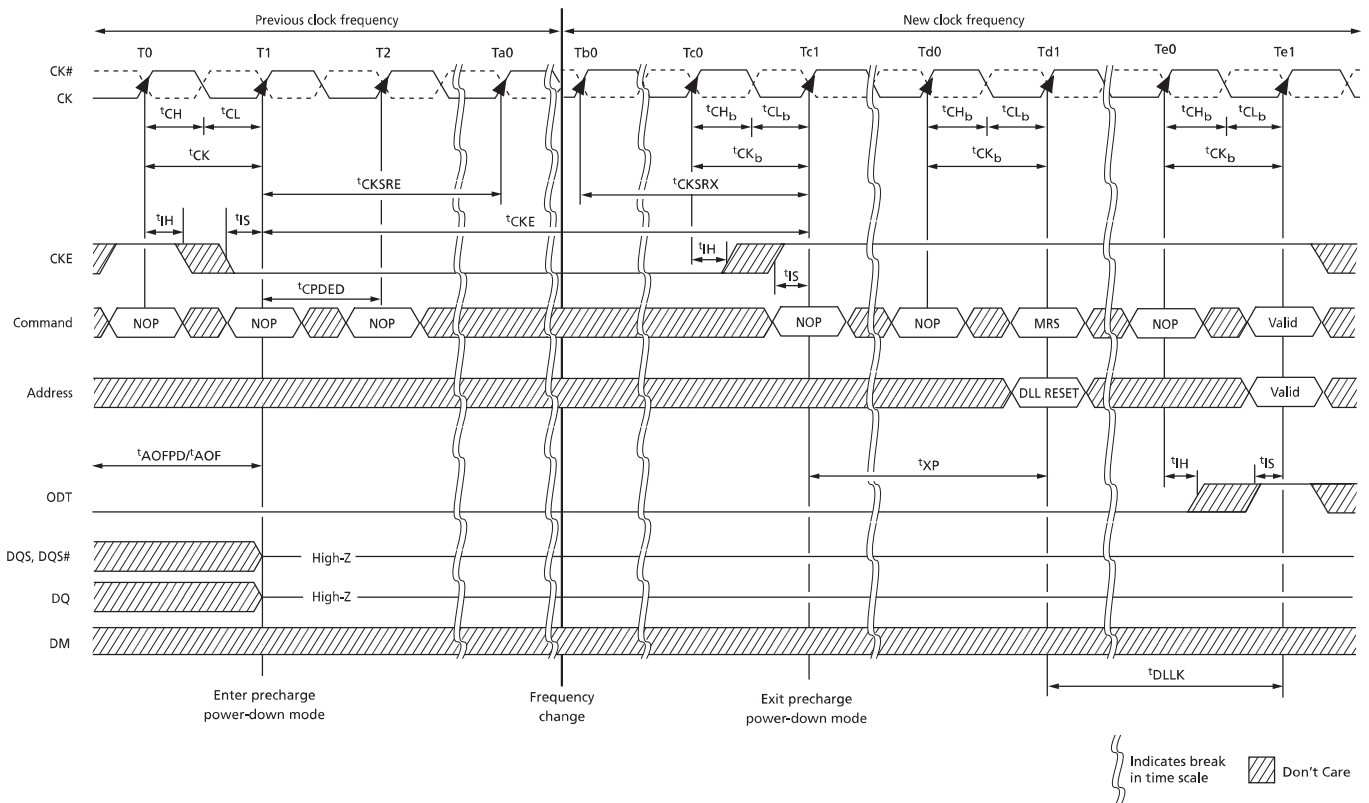 Previous clock frequency New clock frequency
T0 T1 T2 Ta0 Tb0 Tc0 Tc1 Td0 Td1 Te0 Te1
CK#
CK
tCH tCL tCHb tCLb tCHb tCLb tCHb tCLb
tCK tCKb tCKb tCKb
tCKSRE tCKSRX
tIH tIS tCKE
CKE tIH
tIS
tCPDED
Command NOP NOP NOP NOP NOP MRS NOP Valid
Address DLL RESET Valid
tAOFPD/tAOF tXP
tIH tIS
ODT
DQS, DQS# High-Z
DQ High-Z
DM
tDLLK
Enter precharge
power-down mode
Frequency
change
Exit precharge
power-down mode
Indicates break
in time scale
Don't Care